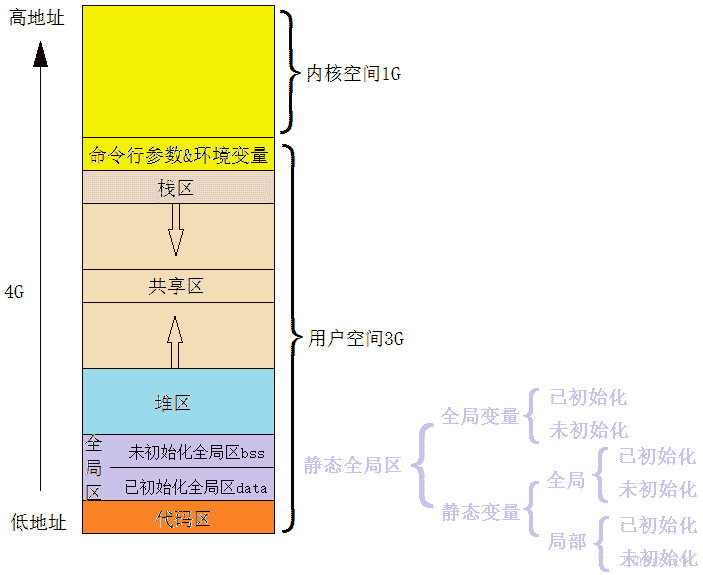 高地址
内核空间1G
命令行参数&环境变量
栈区
共享区
4G
用户空间3G
堆区
全局区
未初始化全局区bss
已初始化全局区data
代码区
低地址
静态全局区
全局变量
已初始化
未初始化
静态变量
全局
已初始化
未初始化
局部
已初始化
未初始化